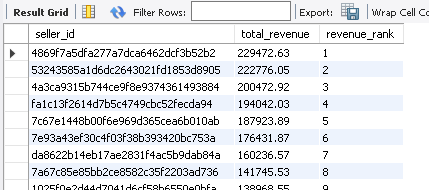 Result Grid Filter Rows: Export: Wrap Cell Co
seller_id total_revenue revenue_rank
4869f7a5dfa277a7dca6462dcf3b52b2 229472.63 1
53243585a1d6dc2643021fd1853d8905 222776.05 2
4a3ca9315b744ce9f8e9374361493884 200472.92 3
fa1c13f2614d7b5c4749cbc52fecda94 194042.03 4
7c67e1448b00f6e969d365cea6b010ab 187923.89 5
7e93a43ef30c4f03f38b393420bc753a 176431.87 6
da8622b14eb17ae2831f4ac5b9dab84a 160236.57 7
7a67c85e85bb2ce8582c35f2203ad736 141745.53 8
1025f0e2d44d7041d6cf58b6550e0bfa 138968.55 9